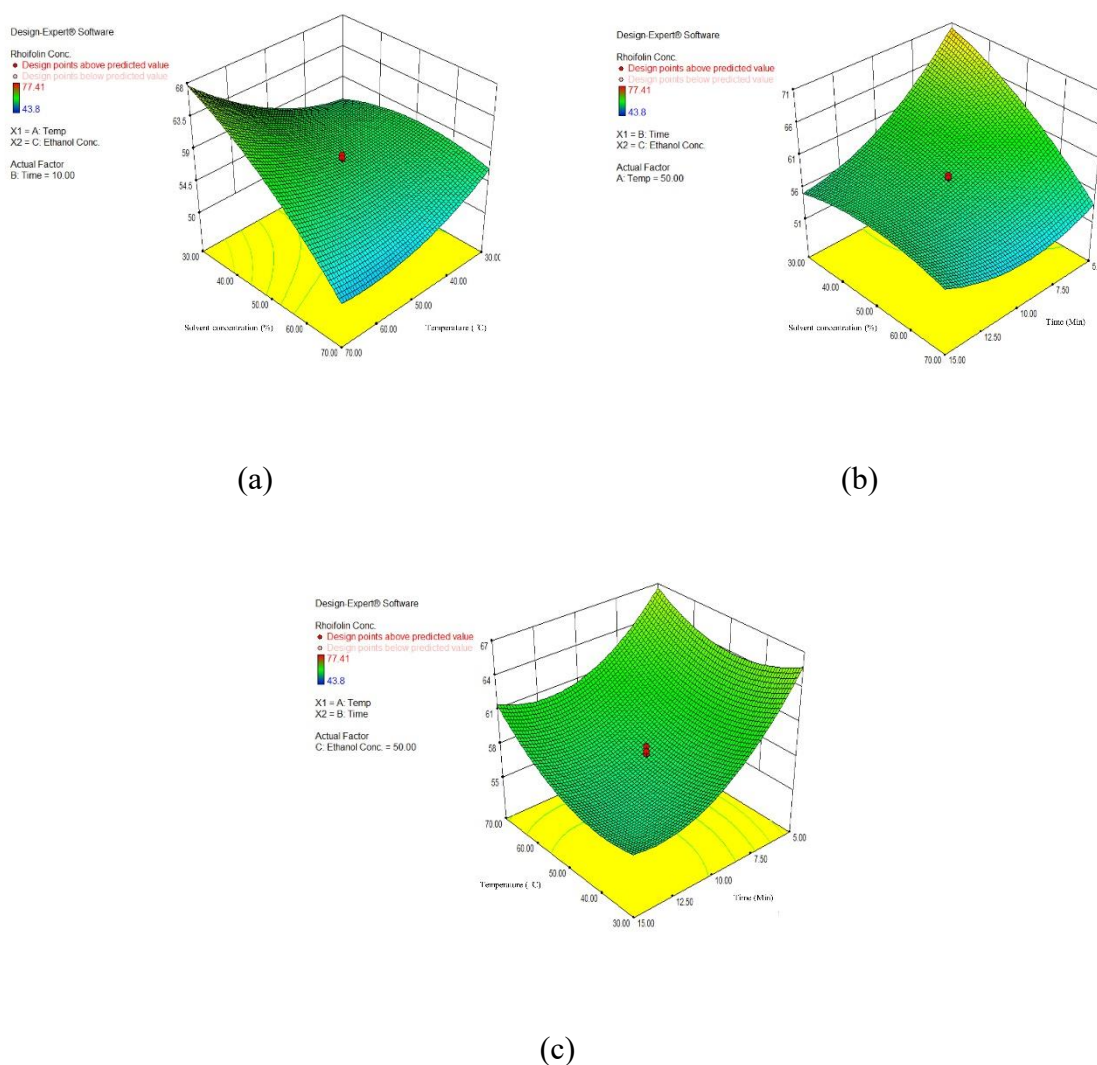 Design-Expert® Software
Rhoifolin Conc.
Design points above predicted value
Design points below predicted value
77.41
43.8
X1 = A: Temp
X2 = C: Ethanol Conc.
Actual Factor
B: Time = 10.00
68
63.5
59
54.5
50
30.00
40.00
50.00
60.00
70.00
Solvent concentration (%)
70.00
60.00
50.00
40.00
30.00
Temperature (˚C)
(a)
Design-Expert® Software
Rhoifolin Conc.
Design points above predicted value
Design points below predicted value
77.41
43.8
X1 = B: Time
X2 = C: Ethanol Conc.
Actual Factor
A: Temp = 50.00
71
66
61
56
51
30.00
40.00
50.00
60.00
70.00
Solvent concentration (%)
15.00
12.50
10.00
7.50
5.
Time (Min)
(b)
Design-Expert® Software
Rhoifolin Conc.
Design points above predicted value
Design points below predicted value
77.41
43.8
X1 = A: Temp
X2 = B: Time
Actual Factor
C: Ethanol Conc. = 50.00
67
64
61
58
55
70.00
60.00
50.00
40.00
30.00
Temperature (˚C)
15.00
12.50
10.00
7.50
5.00
Time (Min)
(c)